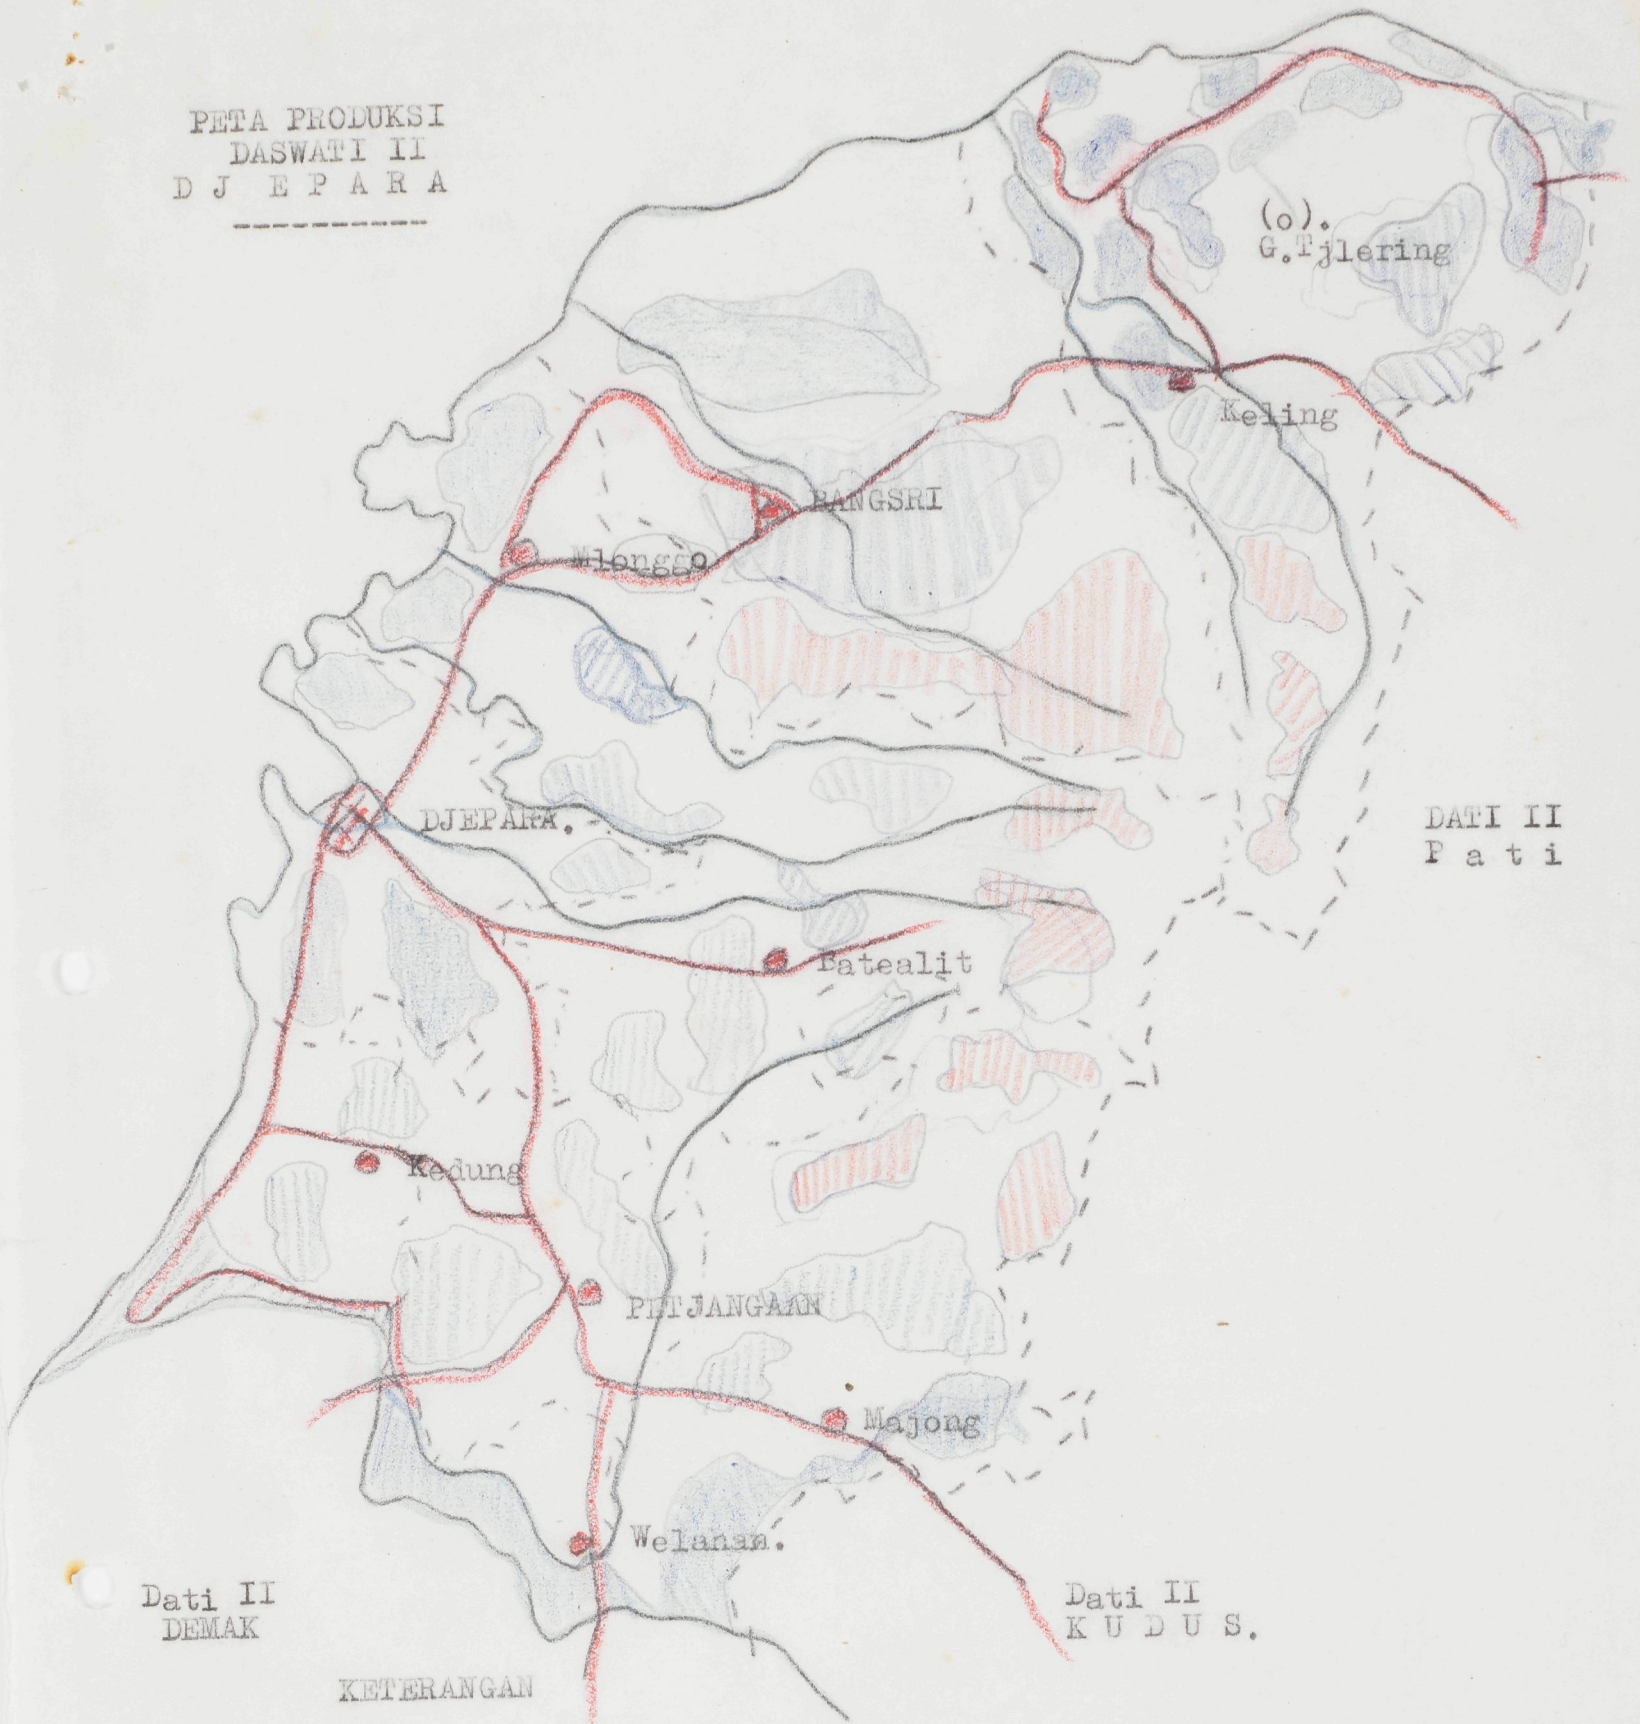 PETA PRODUKSI
DASWATI II
D J E P A R A
----------
(o).
G.Tjlering
Keling
BANGSRI
Mlonggo
DJEPARA.
DATI II
P a t i
Batealit
Kedung
PETJANGAAN
Majong
Welanan.
Dati II
DEMAK
Dati II
K U D U S.
KETERANGAN